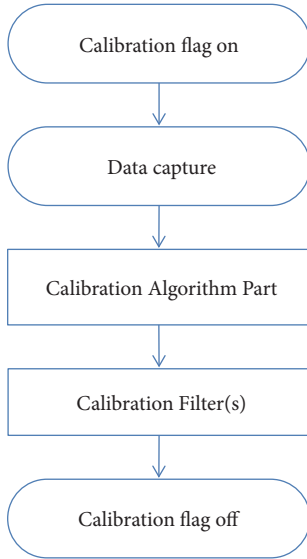 Calibration flag on
Data capture
Calibration Algorithm Part
Calibration Filter(s)
Calibration flag off